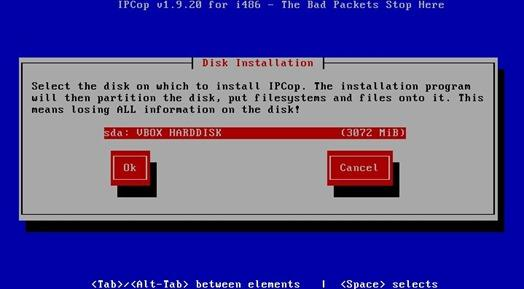 IPCop v1.9.20 for i486 - The Bad Packets Stop Here
Disk Installation
Select the disk on which to install IPCop. The installation program
will then partition the disk, put filesystems and files onto it. This
means losing ALL information on the disk!
sda: VBOX HARDDISK (3072 MiB)
Ok Cancel
<Tab>/<Alt-Tab> between elements | <Space> selects